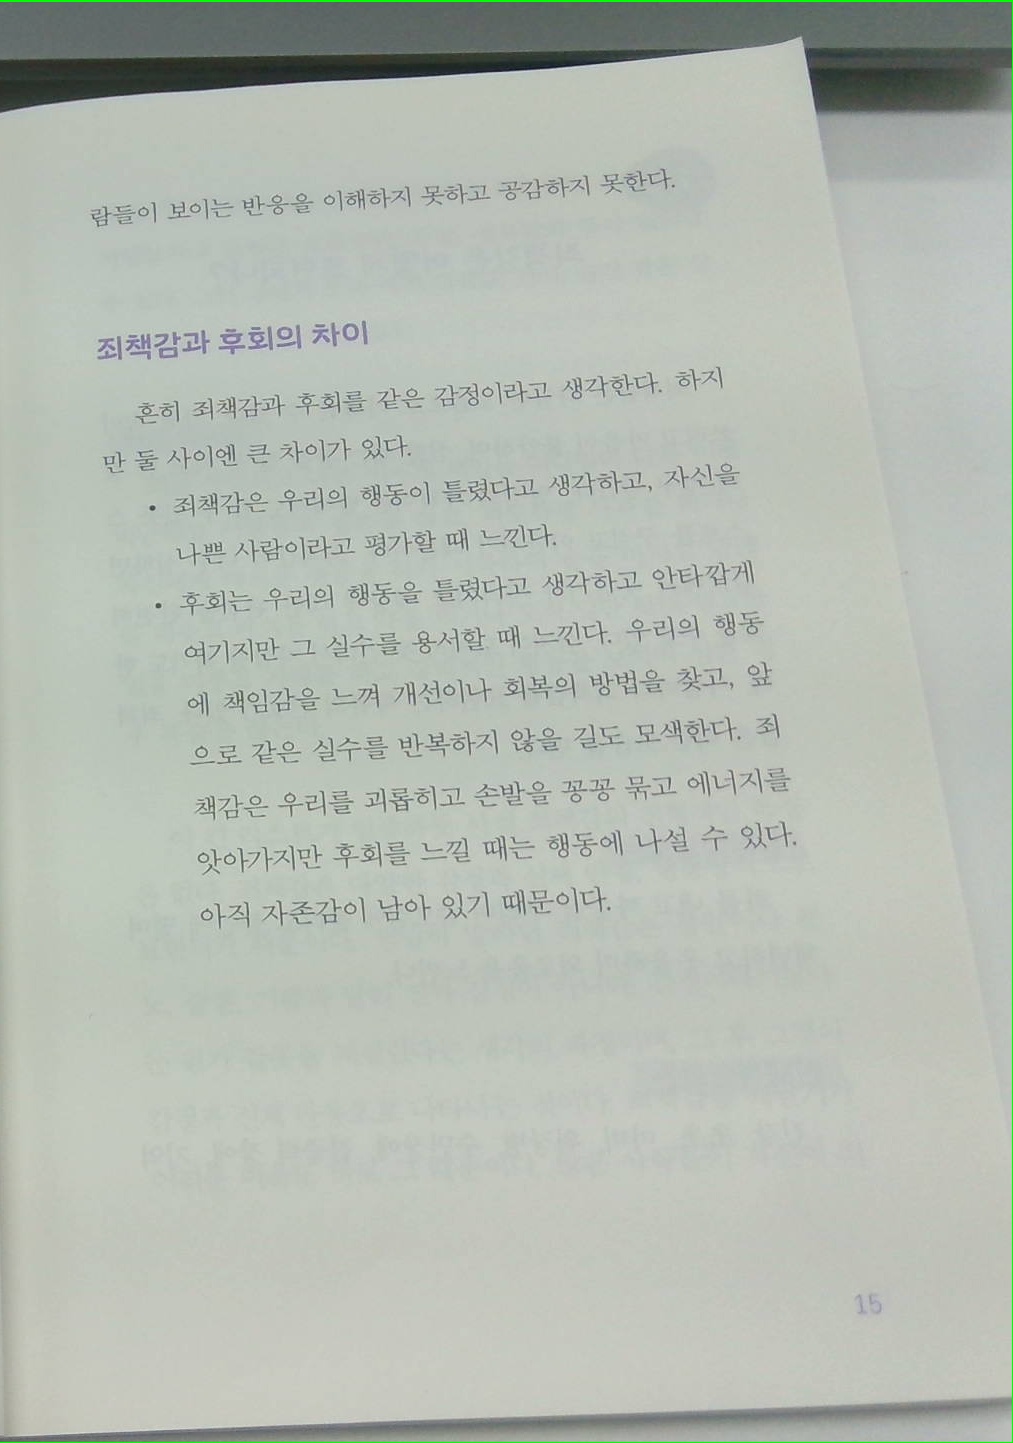 람들이 보이는 반응을 이해하지 못하고 공감하지 못한다.
죄책감과 후회의 차이
흔히 죄책감과 후회를 같은 감정이라고 생각한다. 하지
만 둘 사이엔 큰 차이가 있다.
• 죄책감은 우리의 행동이 틀렸다고 생각하고, 자신을
나쁜 사람이라고 평가할 때 느낀다.
• 후회는 우리의 행동을 틀렸다고 생각하고 안타깝게
여기지만 그 실수를 용서할 때 느낀다. 우리의 행동
에 책임감을 느껴 개선이나 회복의 방법을 찾고, 앞
으로 같은 실수를 반복하지 않을 길도 모색한다. 죄
책감은 우리를 괴롭히고 손발을 꽁꽁 묶고 에너지를
앗아가지만 후회를 느낄 때는 행동에 나설 수 있다.
아직 자존감이 남아 있기 때문이다.
15